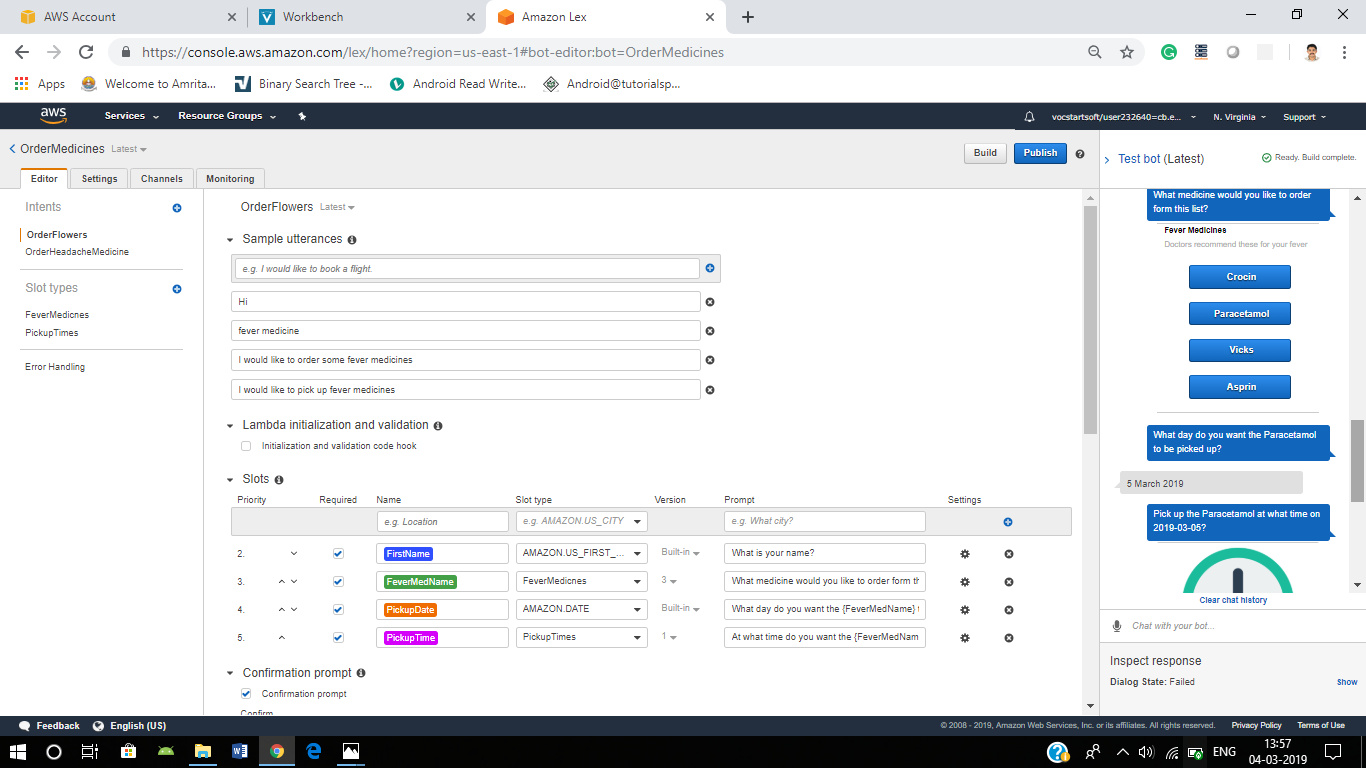 AWS Account
Workbench
Amazon Lex
https://console.aws.amazon.com/lex/home?region=us-east-1#bot-editor:bot=OrderMedicines
Apps
Welcome to Amrita...
Binary Search Tree -...
Android Read Write...
Android@tutorialsp...
aws
Services
Resource Groups
vocstartsoft/user232640=cb.e...
N. Virginia
Support
OrderMedicines Latest
Build
Publish
Editor
Settings
Channels
Monitoring
Intents
OrderFlowers
OrderHeadacheMedicine
Slot types
FeverMedicnes
PickupTimes
Error Handling
OrderFlowers Latest
Sample utterances
e.g. I would like to book a flight.
Hi
fever medicine
I would like to order some fever medicines
I would like to pick up fever medicines
Lambda initialization and validation
Initialization and validation code hook
Slots
Priority Required Name Slot type Version Prompt Settings
e.g. Location e.g. AMAZON.US_CITY e.g. What city?
2. FirstName AMAZON.US_FIRST_... Built-in What is your name?
3. FeverMedName FeverMedicnes 3 What medicine would you like to order form th
4. PickupDate AMAZON.DATE Built-in What day do you want the {FeverMedName} t
5. PickupTime PickupTimes 1 At what time do you want the {FeverMedNam
Confirmation prompt
Confirmation prompt
Confirm
Test bot (Latest)
Ready. Build complete.
What medicine would you like to order
form this list?
Fever Medicines
Doctors recommend these for your fever
Crocin
Paracetamol
Vicks
Asprin
What day do you want the Paracetamol
to be picked up?
5 March 2019
Pick up the Paracetamol at what time on
2019-03-05?
Clear chat history
Chat with your bot...
Inspect response
Dialog State: Failed
Show
Feedback
English (US)
© 2008 - 2019, Amazon Web Services, Inc. or its affiliates. All rights reserved.
Privacy Policy
Terms of Use
ENG
13:57
04-03-2019